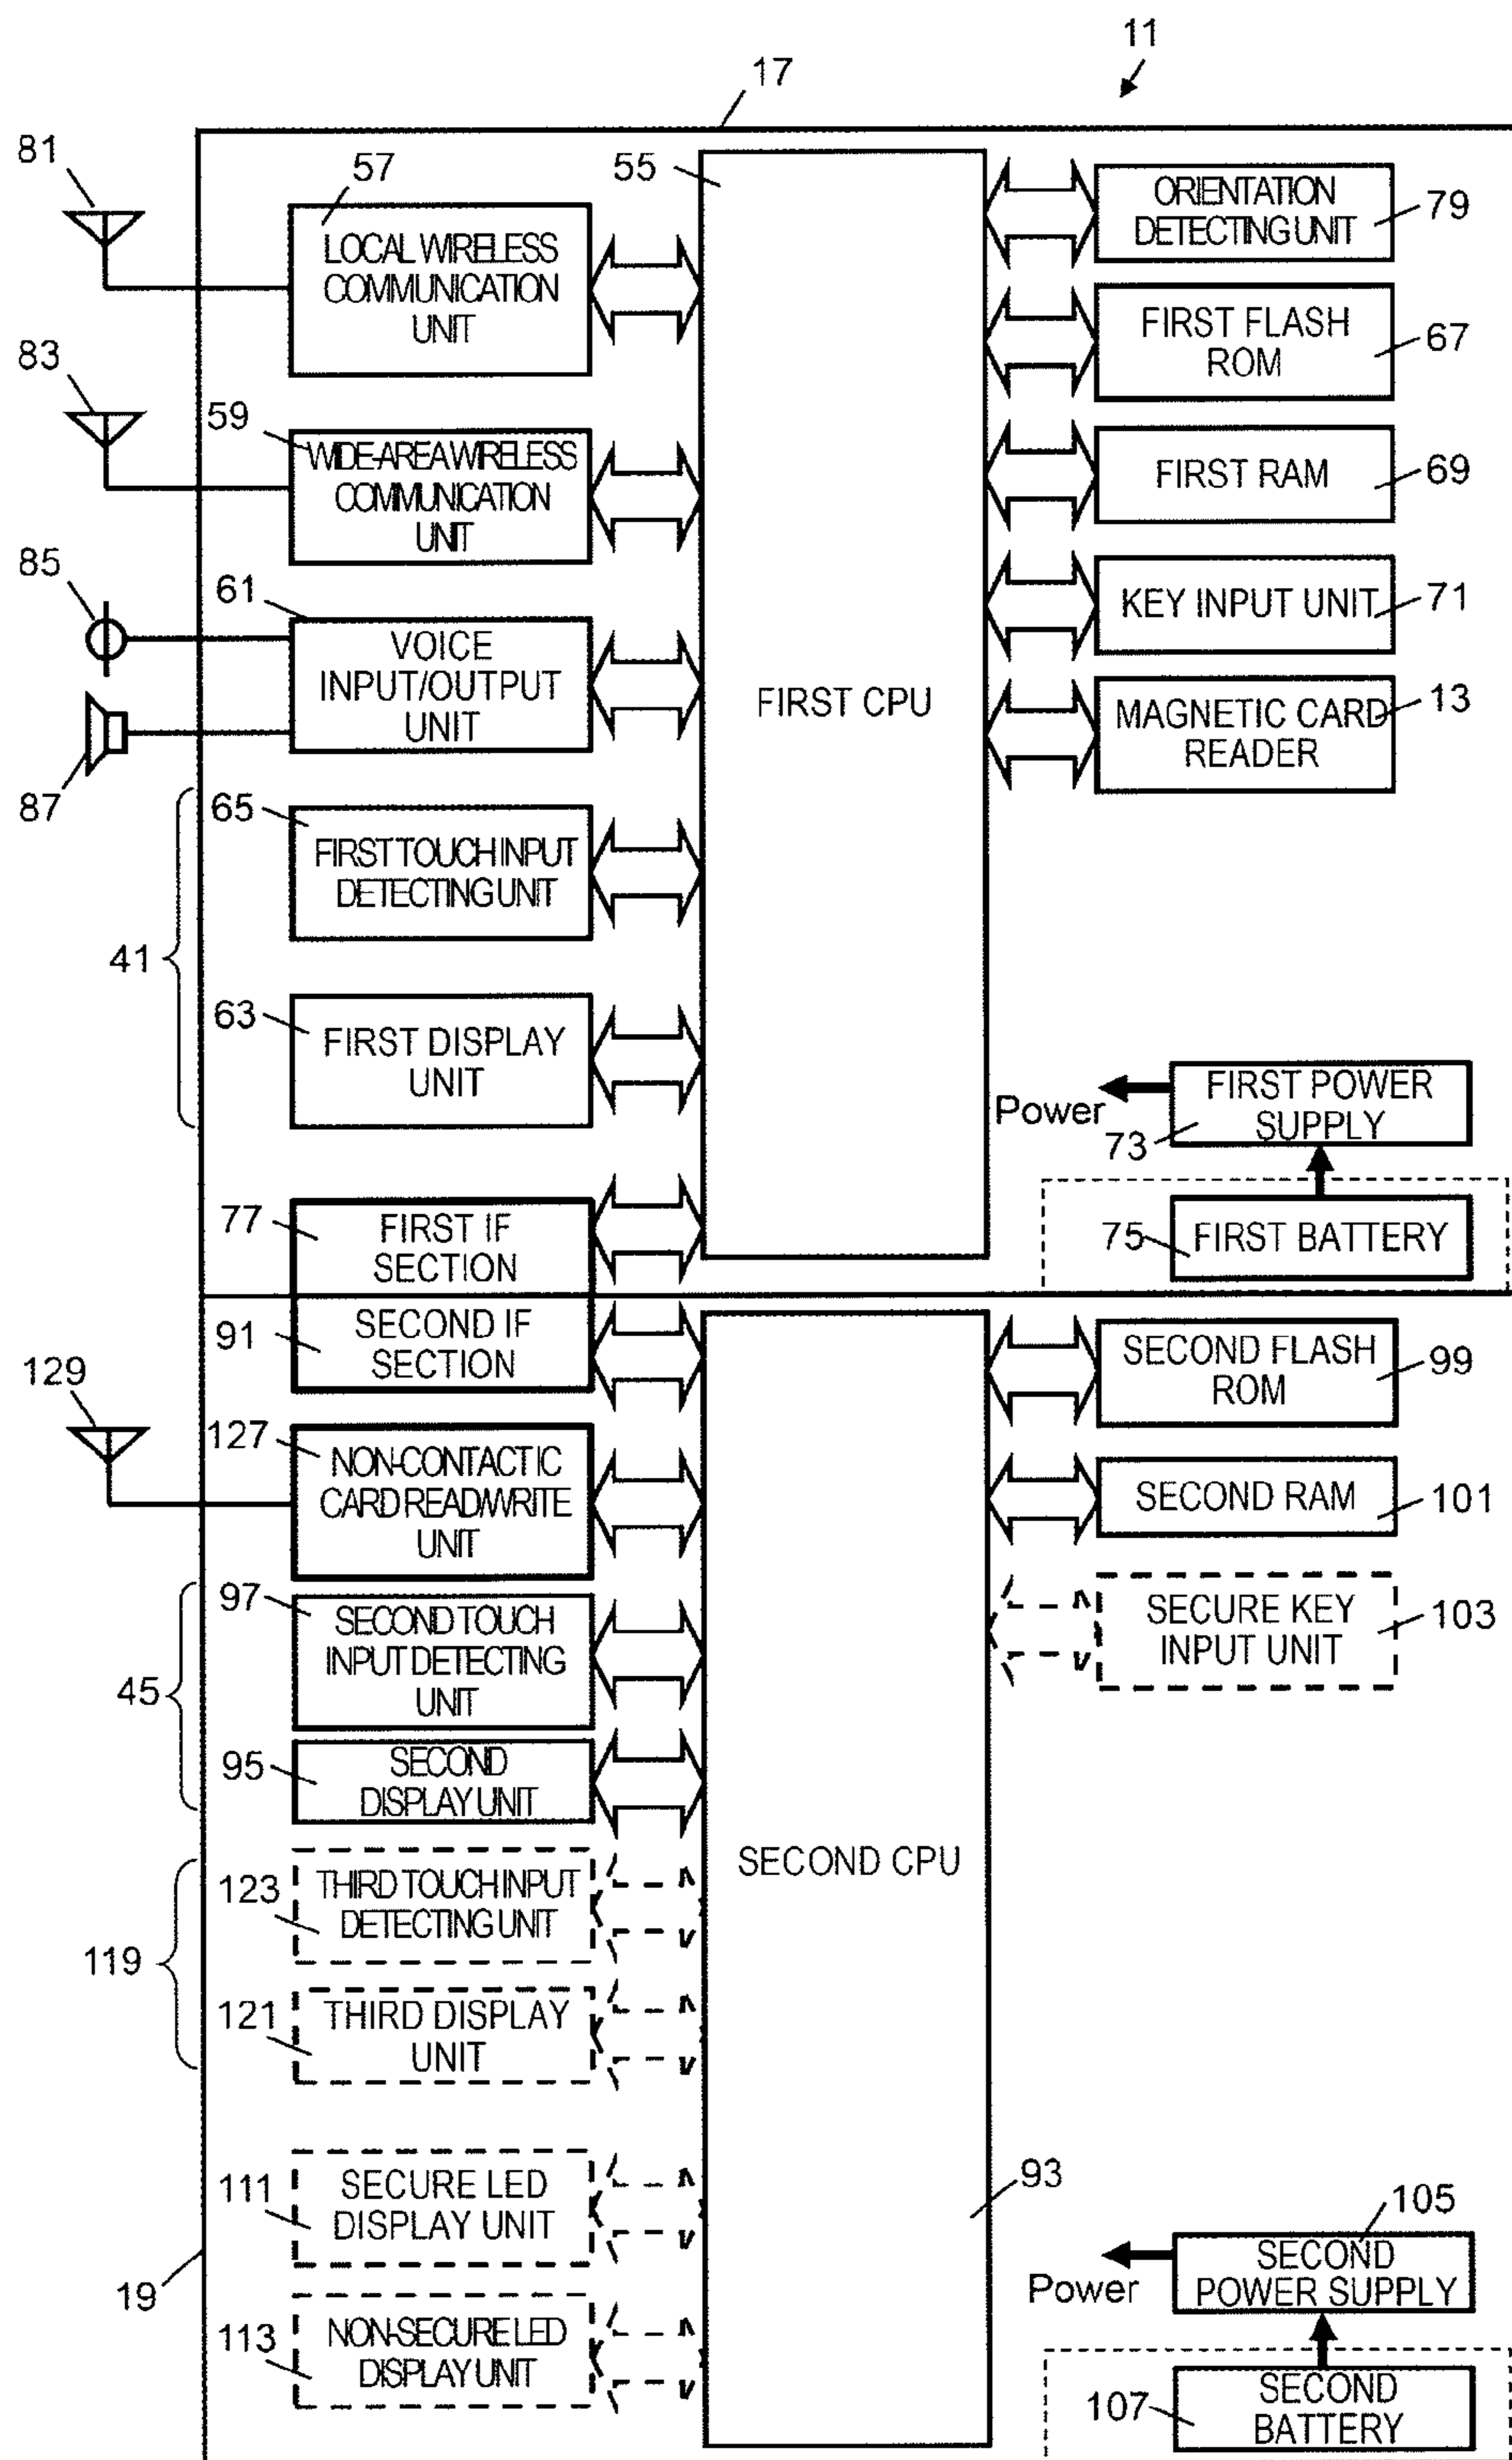 11
17
81
57
55
LOCAL WIRELESS
COMMUNICATION
UNIT
ORIENTATION
DETECTING UNIT
79
83
59
WIDE-AREA WIRELESS
COMMUNICATION
UNIT
FIRST FLASH
ROM
67
FIRST RAM
69
85
61
VOICE
INPUT/OUTPUT
UNIT
87
FIRST CPU
KEY INPUT UNIT
71
MAGNETIC CARD
READER
13
41
65
FIRST TOUCH INPUT
DETECTING UNIT
63
FIRST DISPLAY
UNIT
Power
FIRST POWER
SUPPLY
73
77
FIRST IF
SECTION
75
FIRST BATTERY
91
SECOND IF
SECTION
SECOND FLASH
ROM
99
129
127
NON-CONTACT IC
CARD READ/WRITE
UNIT
SECOND RAM
101
45
97
SECOND TOUCH
INPUT DETECTING
UNIT
SECURE KEY
INPUT UNIT
103
95
SECOND
DISPLAY UNIT
SECOND CPU
119
123
THIRD TOUCH INPUT
DETECTING UNIT
121
THIRD DISPLAY
UNIT
111
SECURE LED
DISPLAY UNIT
93
19
113
NON-SECURE LED
DISPLAY UNIT
105
Power
SECOND
POWER SUPPLY
107
SECOND
BATTERY